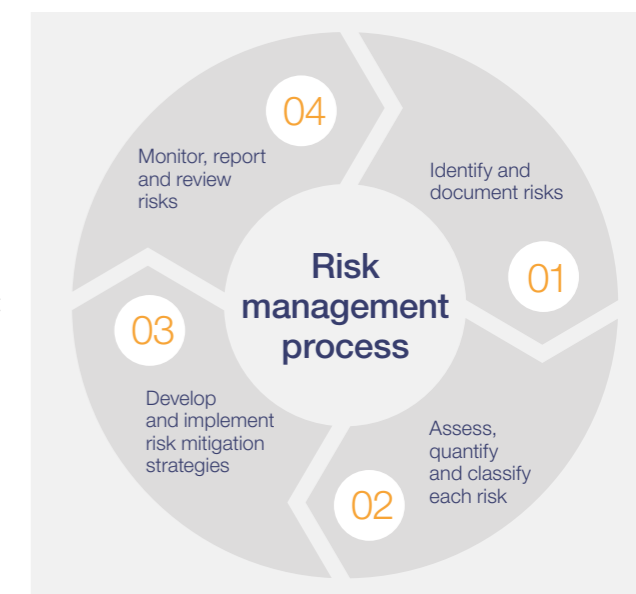 Risk
management
process
01
Identify and
document risks
02
Assess,
quantify
and classify
each risk
03
Develop
and implement
risk mitigation
strategies
04
Monitor, report
and review
risks